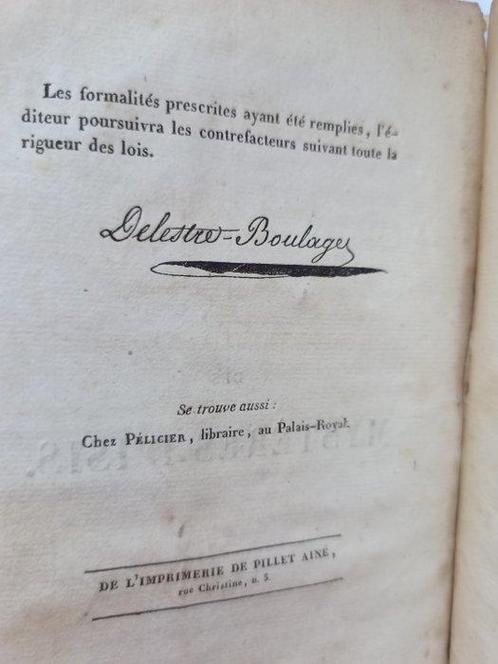 Les formalités prescrites ayant été remplies, l'é-
diteur poursuivra les contrefacteurs suivant toute la
rigueur des lois.
Delestre-Boulage
Se trouve aussi :
Chez PÉLICIER, libraire, au Palais-Royal.
DE L'IMPRIMERIE DE PILLET AINÉ,
rue Christine, n. 5.